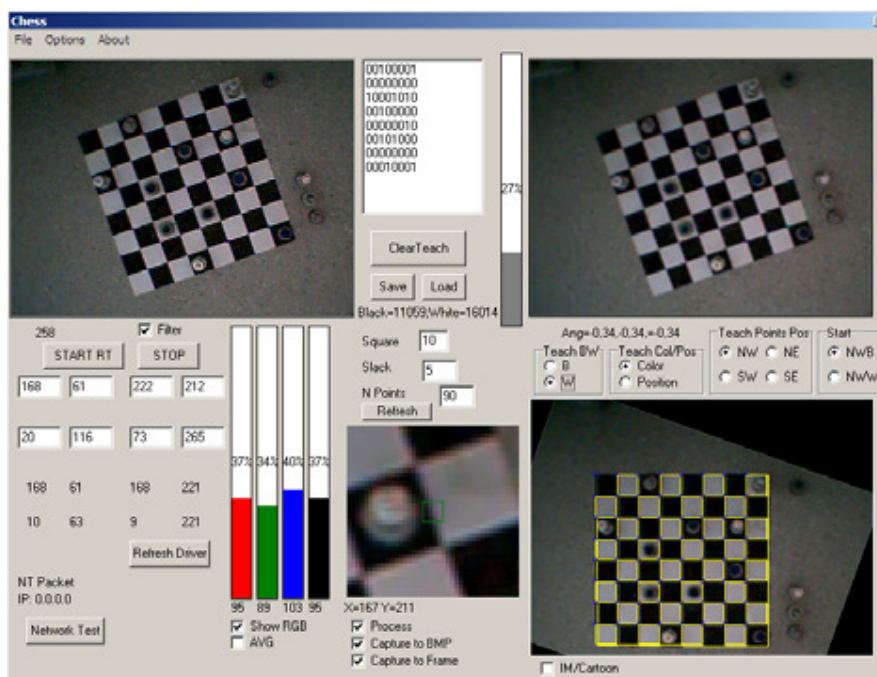 Chess
File Options About
00100001
00000000
10001010
00100000
00000010
00101000
00000000
00010001
27%
ClearTeach
Save Load
Black=11059,White=16014
258 Filter
START RT STOP
168 61 222 212
20 116 73 265
168 61 168 221
10 63 9 221
Refresh Driver
NT Packet
IP: 0.0.0.0
Network Test
37% 34% 40% 37%
95 89 103 95
Show RGB
AVG
Square 10
Slack 5
N Points 90
Refresh
X=167 Y=211
Process
Capture to BMP
Capture to Frame
Ang=-0,34,-0,34,=-0,34
Teach BW
B
W
Teach Col/Pos
Color
Position
Teach Points Pos
NW NE
SW SE
Start
NWB
NWW
IM/Cartoon